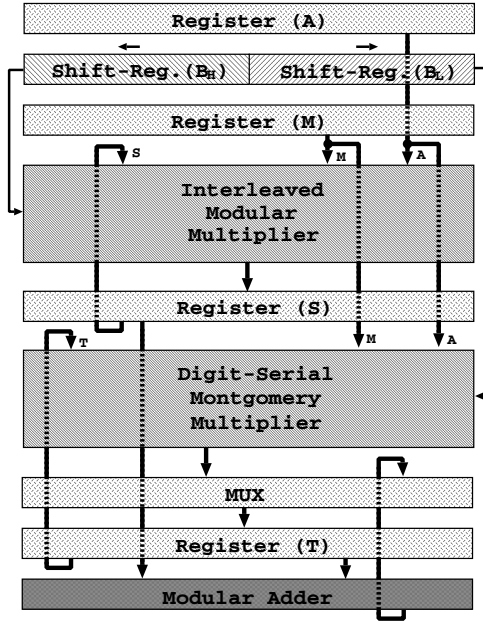 Register (A)
Shift-Reg.(BH) Shift-Reg.(BL)
Register (M)
S M A
Interleaved
Modular
Multiplier
Register (S)
T M A
Digit-Serial
Montgomery
Multiplier
MUX
Register (T)
Modular Adder